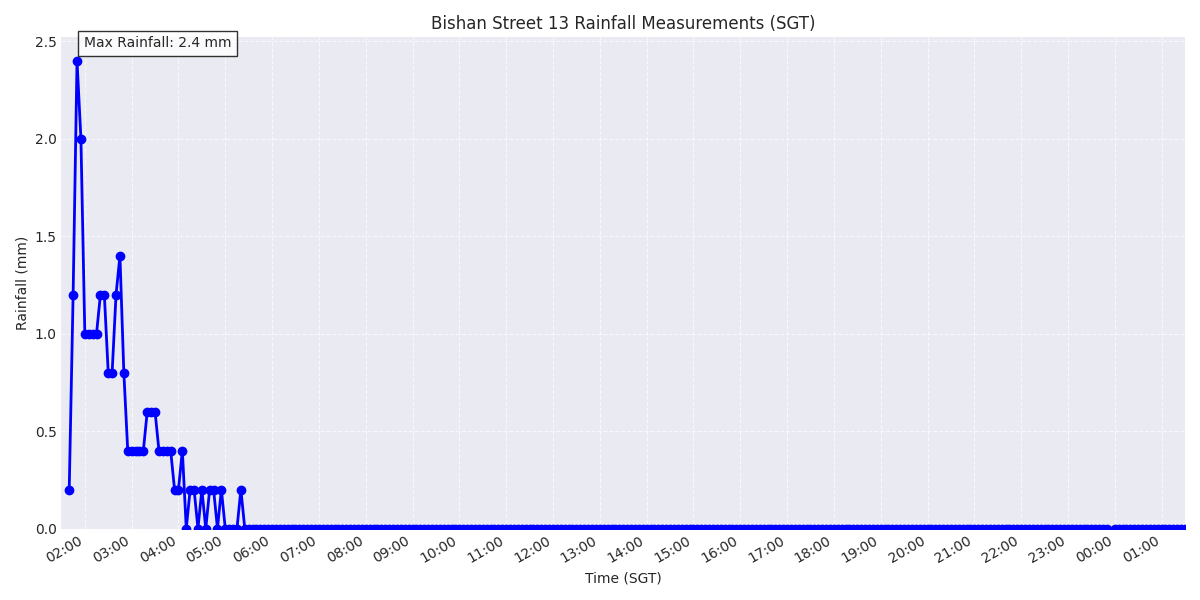 Bishan Street 13 Rainfall Measurements (SGT)
Max Rainfall: 2.4 mm
2.5
2.0
1.5
1.0
0.5
0.0
Rainfall (mm)
02:00 03:00 04:00 05:00 06:00 07:00 08:00 09:00 10:00 11:00 12:00 13:00 14:00 15:00 16:00 17:00 18:00 19:00 20:00 21:00 22:00 23:00 00:00 01:00
Time (SGT)